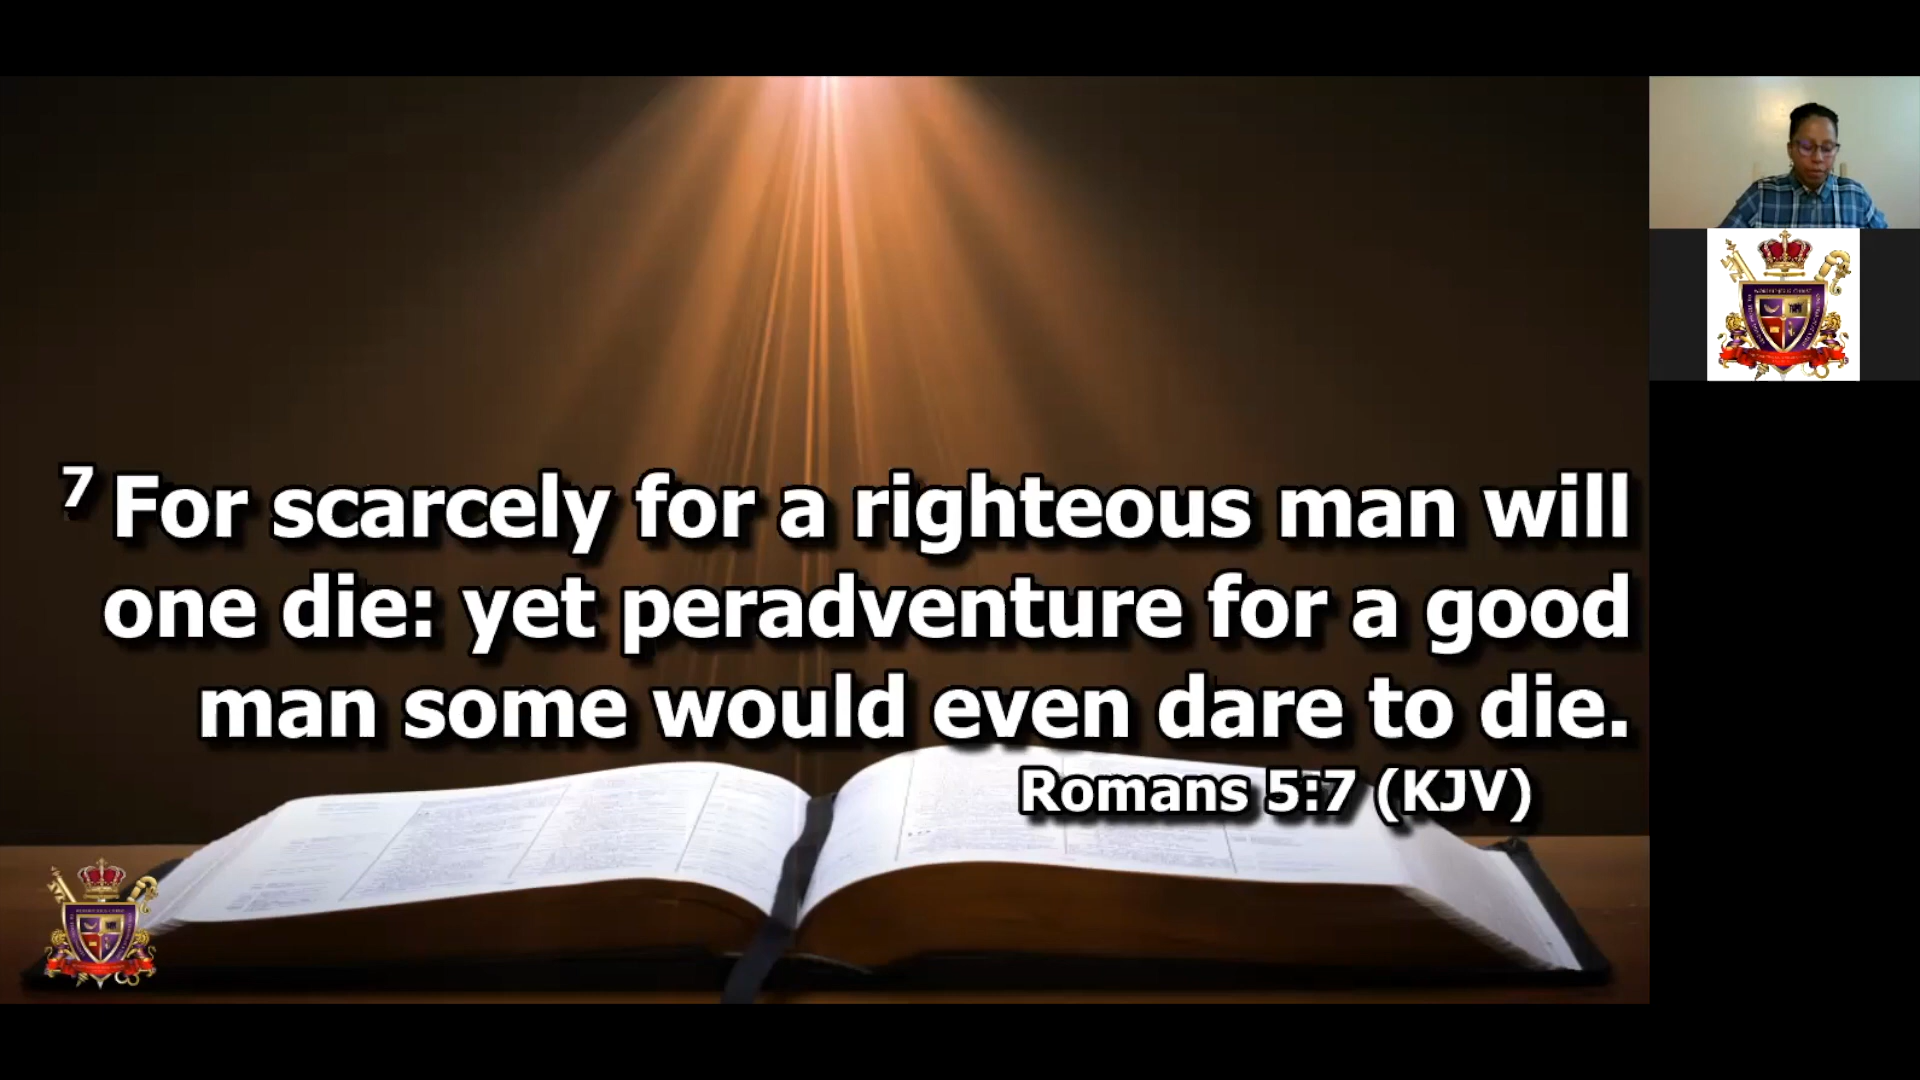 7 For scarcely for a righteous man will
one die: yet peradventure for a good
man some would even dare to die.
Romans 5:7 (KJV)